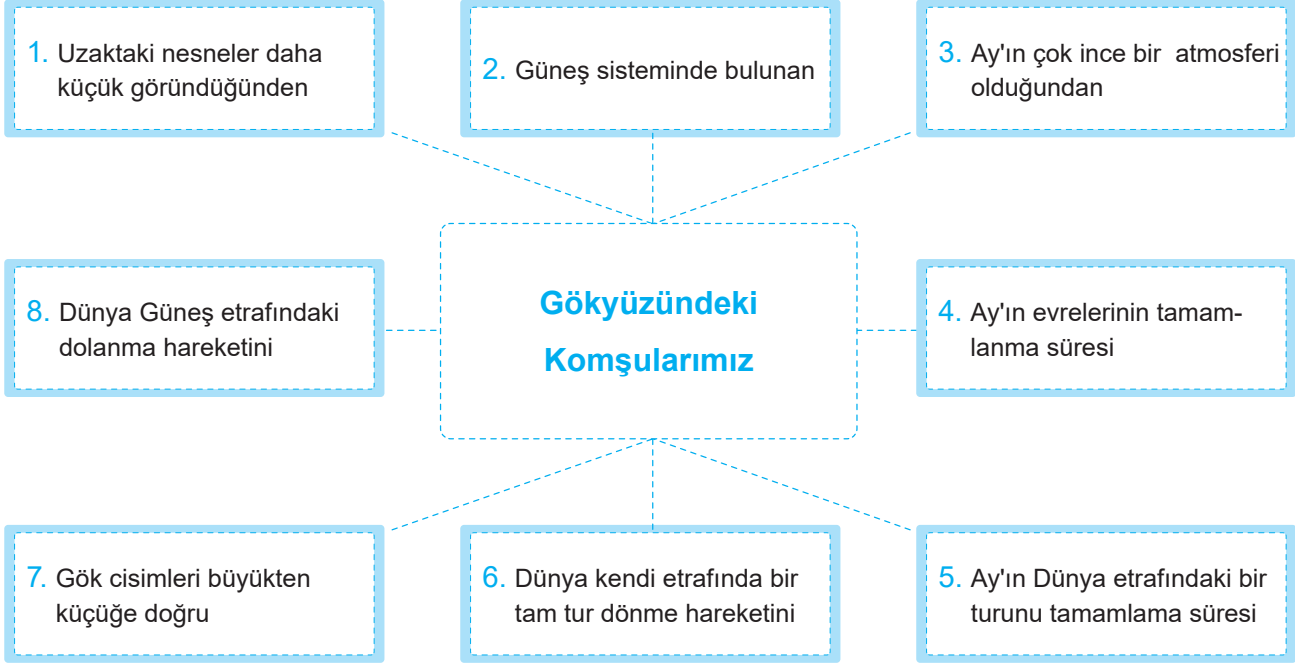 1. Uzaktaki nesneler daha
küçük göründüğünden
2. Güneş sisteminde bulunan
3. Ay'ın çok ince bir atmosferi
olduğundan
8. Dünya Güneş etrafındaki
dolanma hareketini
Gökyüzündeki
Komşularımız
4. Ay'ın evrelerinin tamam-
lanma süresi
7. Gök cisimleri büyükten
küçüğe doğru
6. Dünya kendi etrafında bir
tam tur dönme hareketini
5. Ay'ın Dünya etrafındaki bir
turunu tamamlama süresi